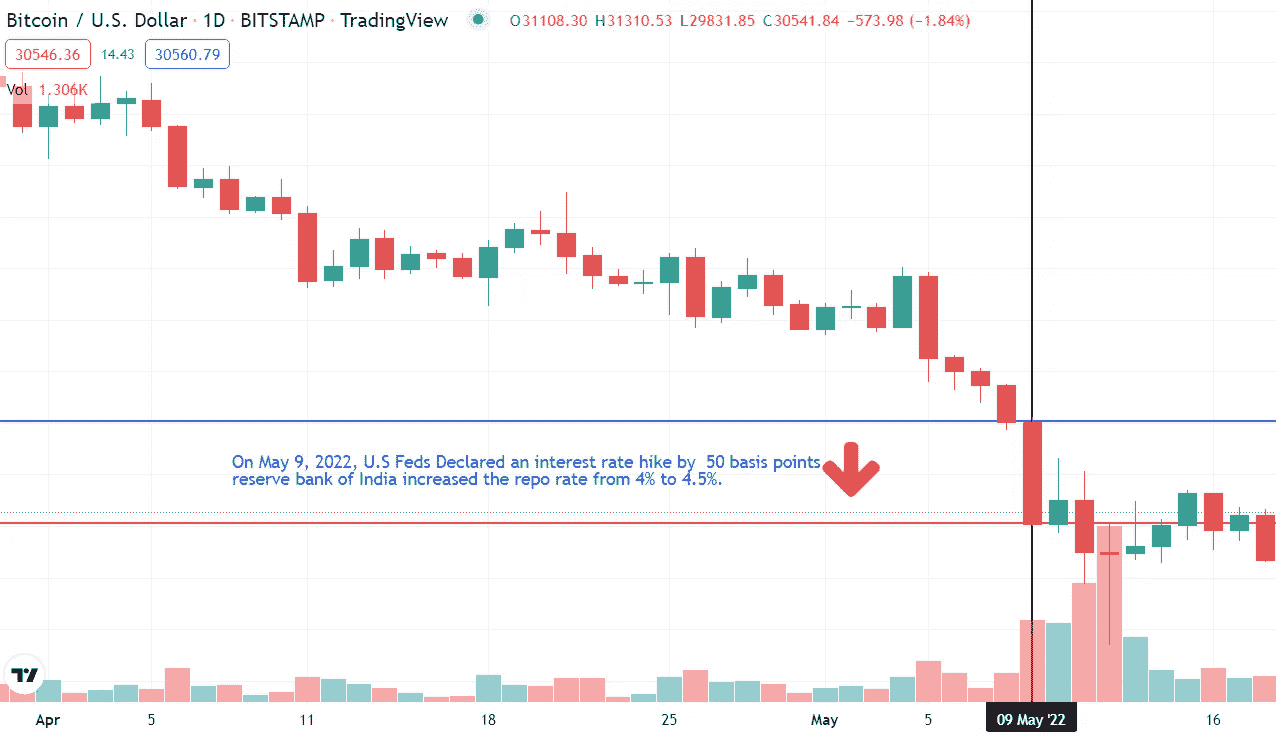 Bitcoin / U.S. Dollar · 1D · BITSTAMP · TradingView O31108.30 H31310.53 L29831.85 C30541.84 −573.98 (−1.84%)
30546.36 14.43 30560.79
Vol 1.306K
On May 9, 2022, U.S Feds Declared an interest rate hike by 50 basis points
reserve bank of India increased the repo rate from 4% to 4.5%.
Apr 5 11 18 25 May 5 09 May '22 16